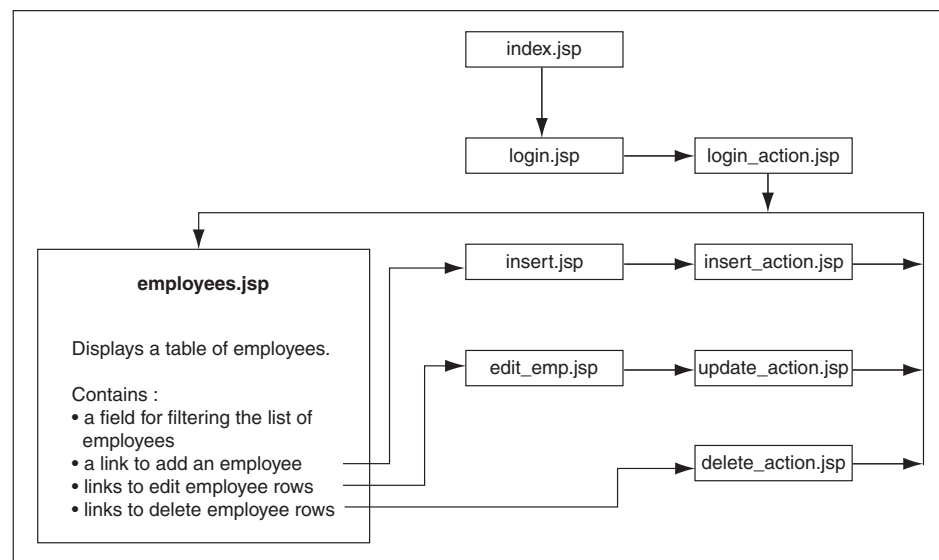 index.jsp
login.jsp
login_action.jsp
employees.jsp
Displays a table of employees.
Contains :
• a field for filtering the list of
employees
• a link to add an employee
• links to edit employee rows
• links to delete employee rows
insert.jsp
insert_action.jsp
edit_emp.jsp
update_action.jsp
delete_action.jsp